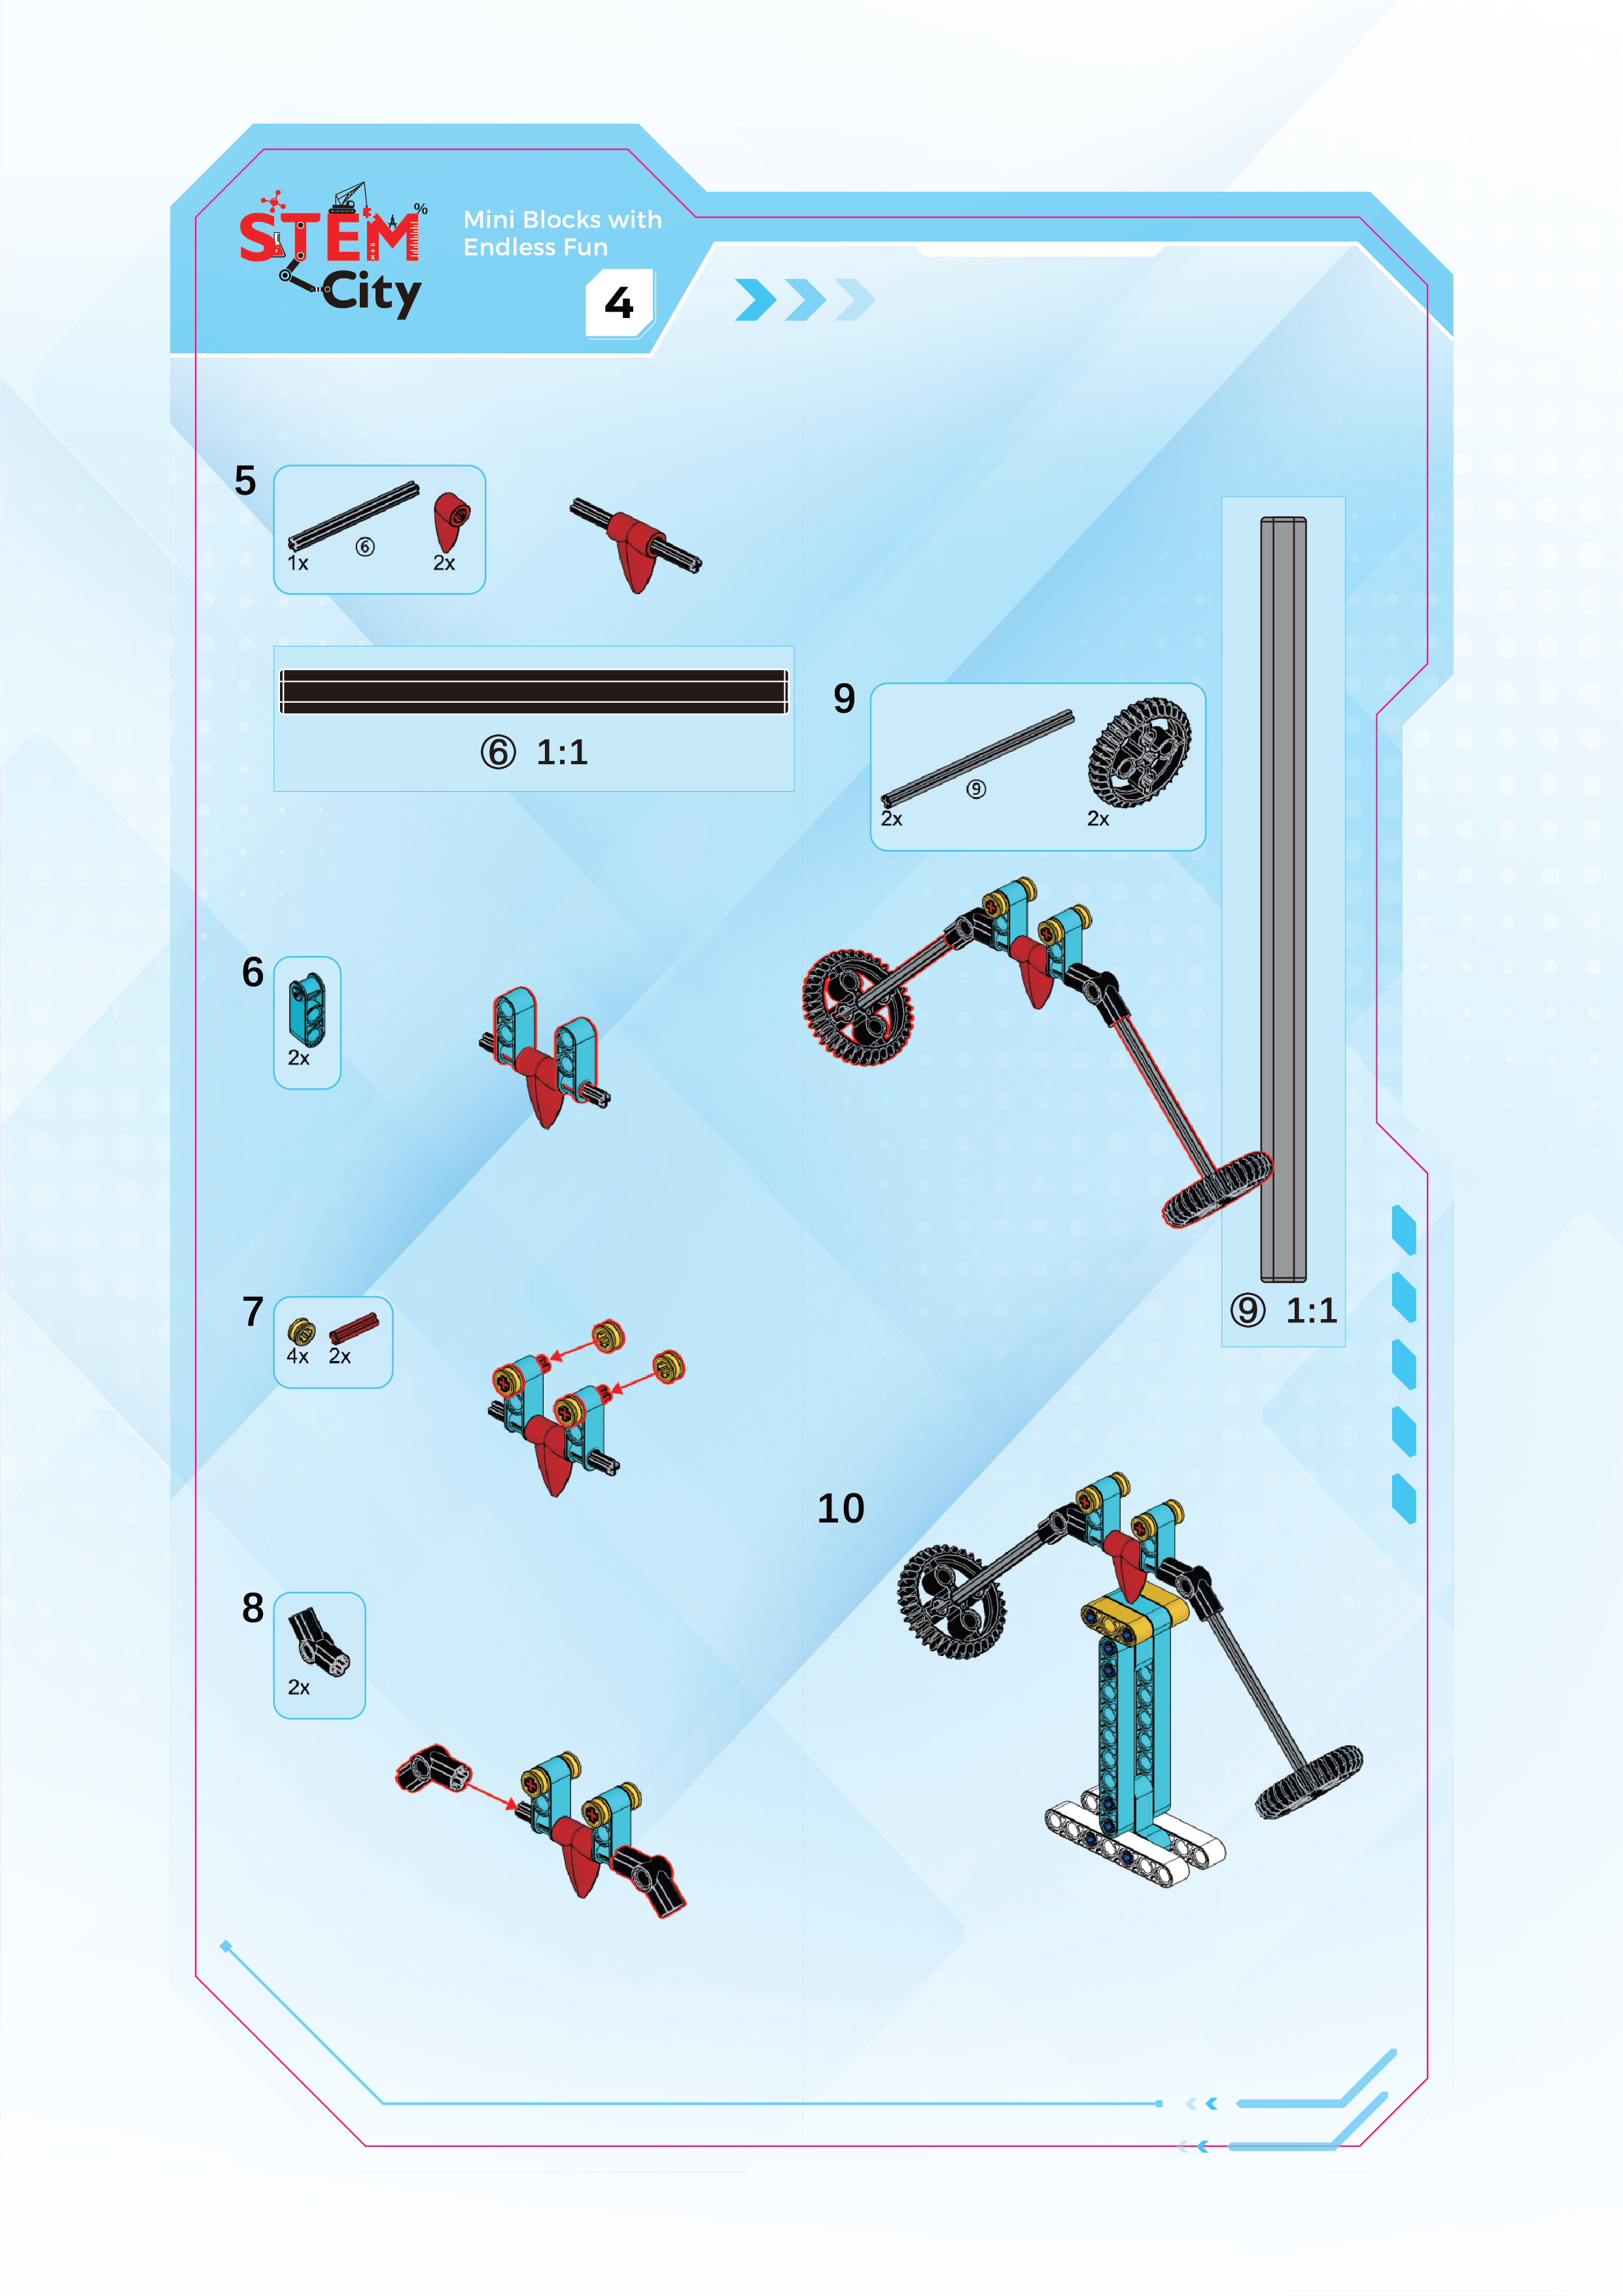 STEM%
City
Mini Blocks with
Endless Fun
4
5
1x
⑥
2x
⑥ 1:1
6
2x
7
4x 2x
8
2x
9
2x
⑨
2x
⑨ 1:1
10